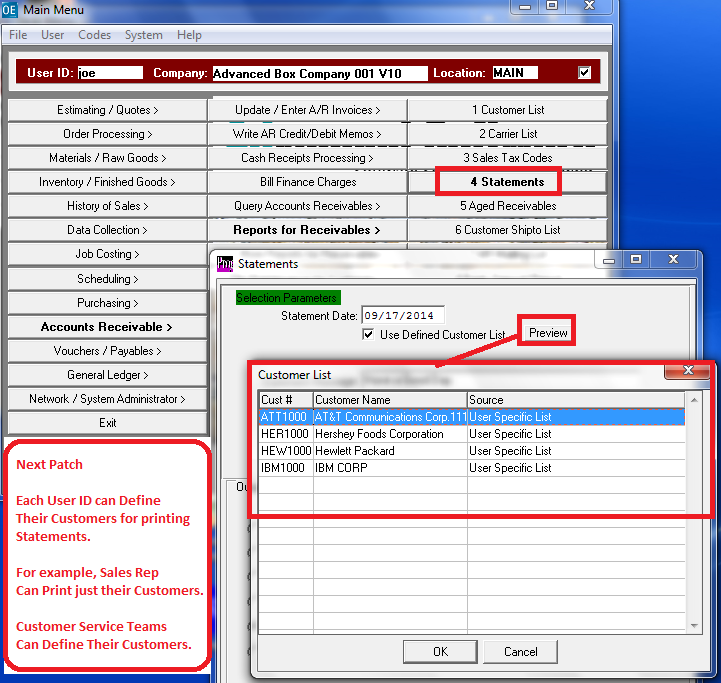 OE Main Menu
File User Codes System Help
User ID: joe Company: Advanced Box Company 001 V10 Location: MAIN
Estimating / Quotes >
Order Processing >
Materials / Raw Goods >
Inventory / Finished Goods >
History of Sales >
Data Collection >
Job Costing >
Scheduling >
Purchasing >
Accounts Receivable >
Vouchers / Payables >
General Ledger >
Network / System Administrator >
Exit
Update / Enter A/R Invoices >
Write AR Credit/Debit Memos >
Cash Receipts Processing >
Bill Finance Charges
Query Accounts Receivables >
Reports for Receivables >
1 Customer List
2 Carrier List
3 Sales Tax Codes
4 Statements
5 Aged Receivables
6 Customer Shipto List
Statements
Selection Parameters
Statement Date: 09/17/2014
Use Defined Customer List Preview
Customer List
Cust # Customer Name Source
ATT1000 AT&T Communications Corp.111 User Specific List
HER1000 Hershey Foods Corporation User Specific List
HEW1000 Hewlett Packard User Specific List
IBM1000 IBM CORP User Specific List
OK Cancel
Next Patch
Each User ID can Define
Their Customers for printing
Statements.
For example, Sales Rep
Can Print just their Customers.
Customer Service Teams
Can Define Their Customers.